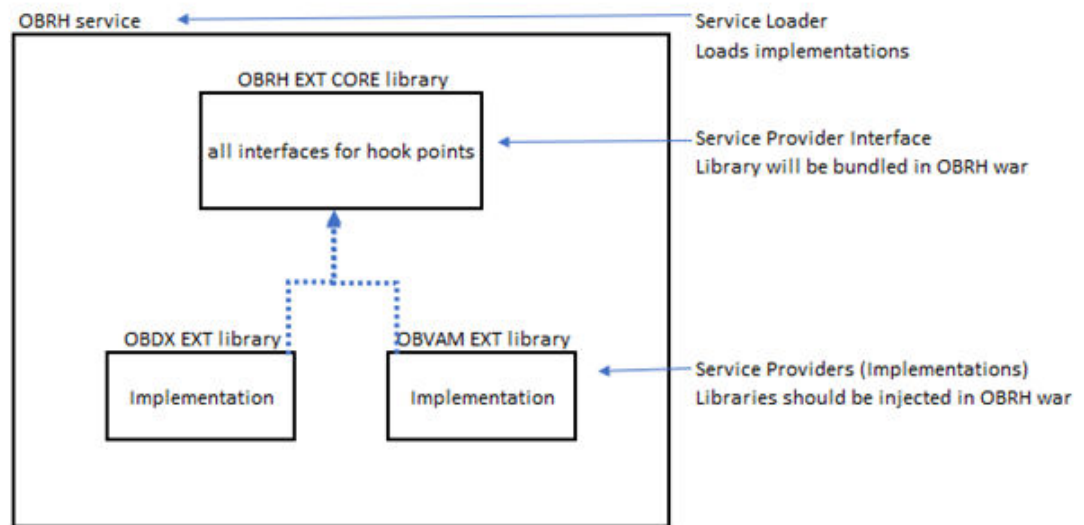 OBRH service
Service Loader
Loads implementations
OBRH EXT CORE library
all interfaces for hook points
Service Provider Interface
Library will be bundled in OBRH war
OBDX EXT library
OBVAM EXT library
Implementation
Implementation
Service Providers (Implementations)
Libraries should be injected in OBRH war